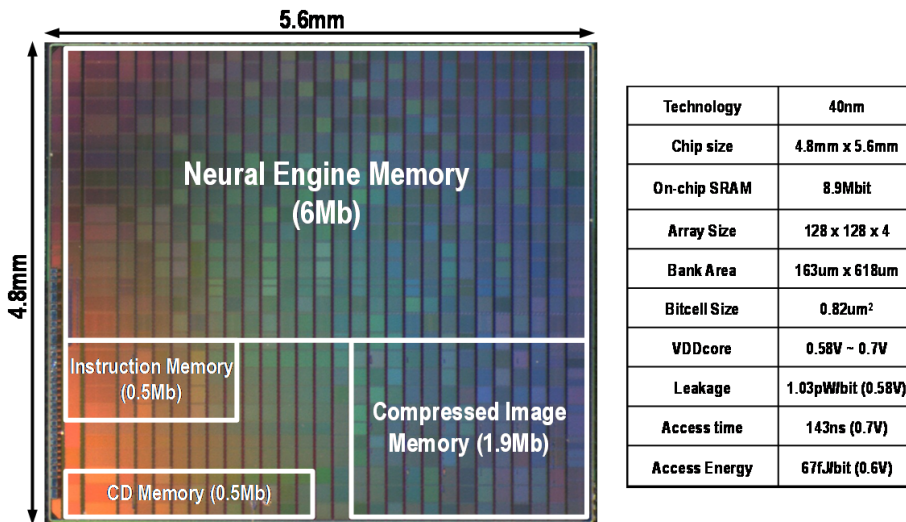 5.6mm
4.8mm
Neural Engine Memory
(6Mb)
Instruction Memory
(0.5Mb)
Compressed Image
Memory (1.9Mb)
CD Memory (0.5Mb)
Technology 40nm
Chip size 4.8mm x 5.6mm
On-chip SRAM 8.9Mbit
Array Size 128 x 128 x 4
Bank Area 163um x 618um
Bitcell Size 0.82um²
VDDcore 0.58V ~ 0.7V
Leakage 1.03pW/bit (0.58V)
Access time 143ns (0.7V)
Access Energy 67fJ/bit (0.6V)